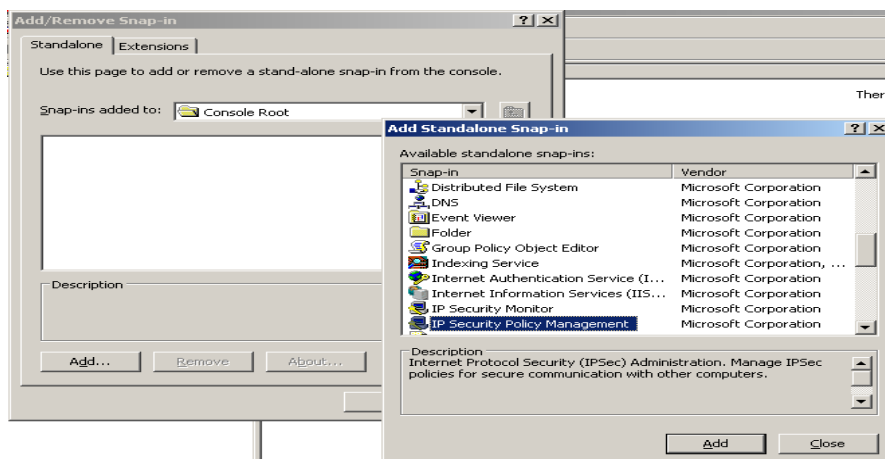 Add/Remove Snap-in
Standalone
Extensions
Use this page to add or remove a stand-alone snap-in from the console.
Snap-ins added to:
Console Root
Description
Add...
Remove
About...
Ther
Add Standalone Snap-in
Available standalone snap-ins:
Snap-in Vendor
Distributed File System Microsoft Corporation
DNS Microsoft Corporation
Event Viewer Microsoft Corporation
Folder Microsoft Corporation
Group Policy Object Editor Microsoft Corporation
Indexing Service Microsoft Corporation, ...
Internet Authentication Service (I... Microsoft Corporation
Internet Information Services (IIS... Microsoft Corporation
IP Security Monitor Microsoft Corporation
IP Security Policy Management Microsoft Corporation
Description
Internet Protocol Security (IPSec) Administration. Manage IPSec
policies for secure communication with other computers.
Add
Close